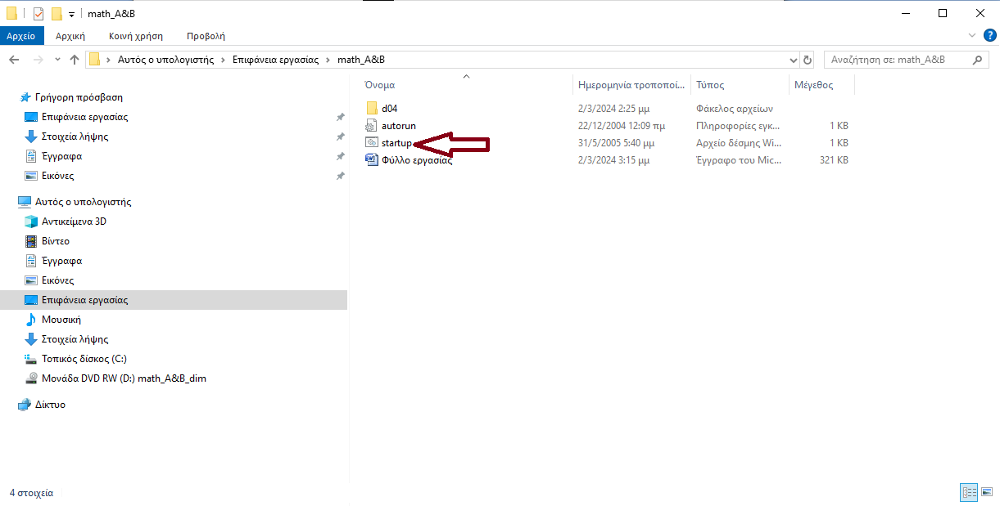 math_A&B
Αρχείο Αρχική Κοινή χρήση Προβολή ?
Αυτός ο υπολογιστής › Επιφάνεια εργασίας › math_A&B
Αναζήτηση σε: math_A&B
Γρήγορη πρόσβαση
Επιφάνεια εργασίας
Στοιχεία λήψης
Έγγραφα
Εικόνες
Αυτός ο υπολογιστής
Αντικείμενα 3D
Βίντεο
Έγγραφα
Εικόνες
Επιφάνεια εργασίας
Μουσική
Στοιχεία λήψης
Τοπικός δίσκος (C:)
Μονάδα DVD RW (D:) math_A&B_dim
Δίκτυο
Όνομα Ημερομηνία τροποποί... Τύπος Μέγεθος
d04 2/3/2024 2:25 μμ Φάκελος αρχείων
autorun 22/12/2004 12:09 πμ Πληροφορίες εγκ... 1 KB
startup 31/5/2005 5:40 μμ Αρχείο δέσμης Wi... 1 KB
Φύλλο εργασίας 2/3/2024 3:15 μμ Έγγραφο του Mic... 321 KB
4 στοιχεία